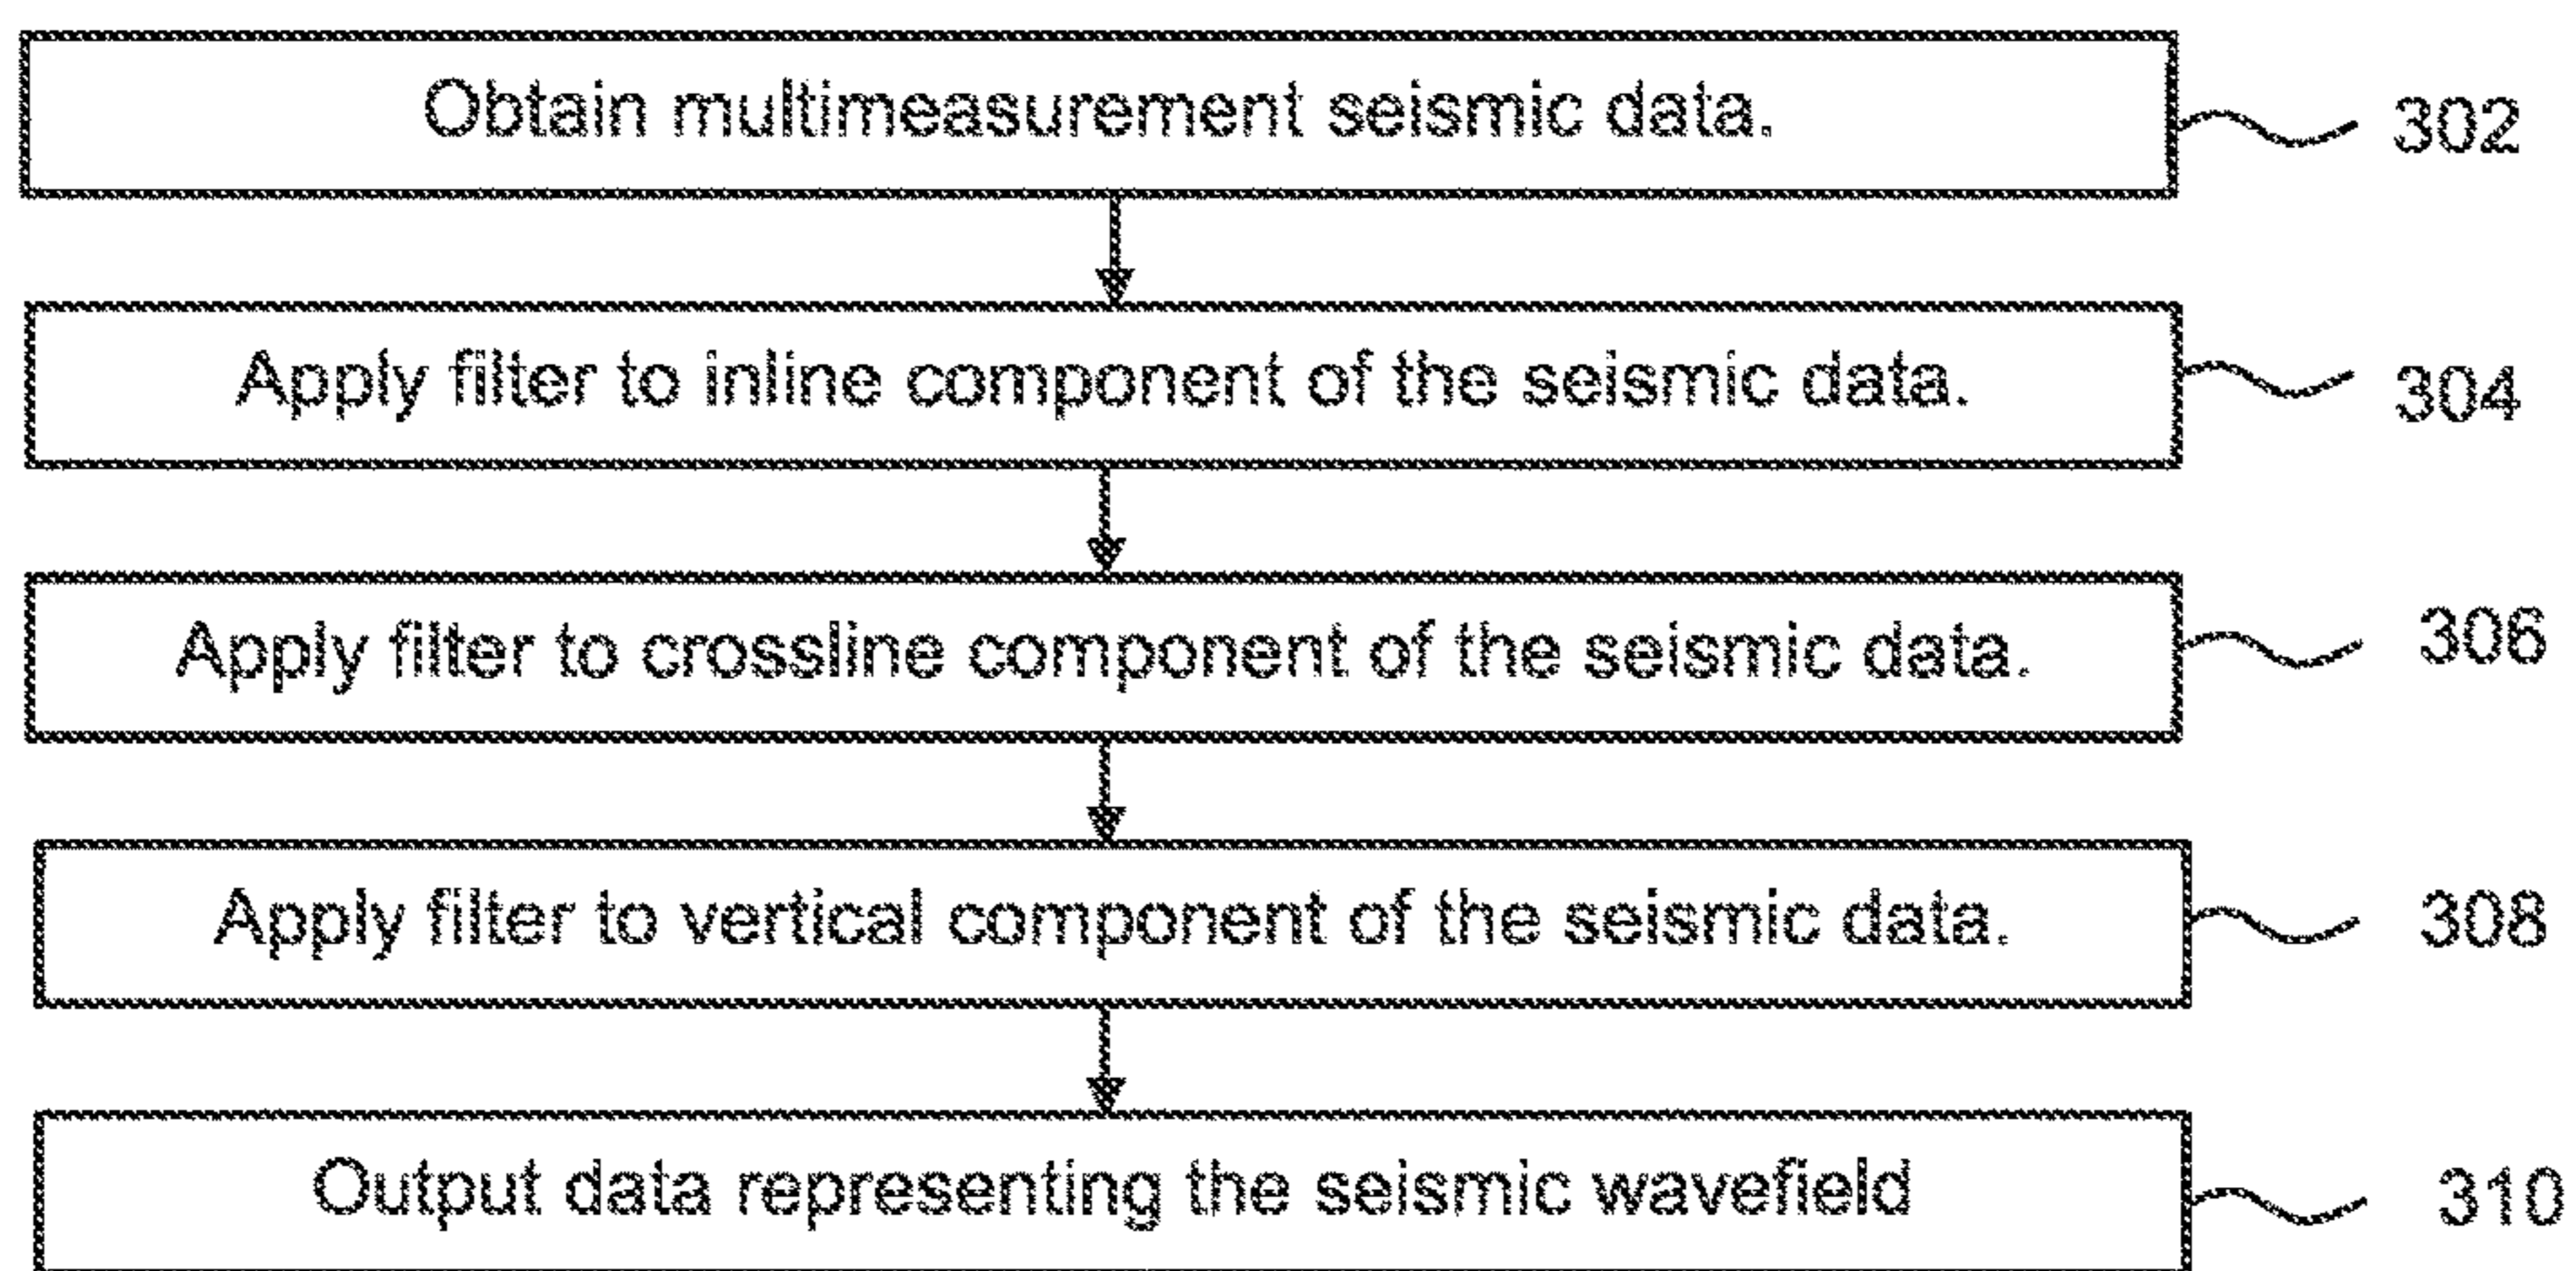 Obtain multimeasurement seismic data.
302
Apply filter to inline component of the seismic data.
304
Apply filter to crossline component of the seismic data.
306
Apply filter to vertical component of the seismic data.
308
Output data representing the seismic wavefield
310